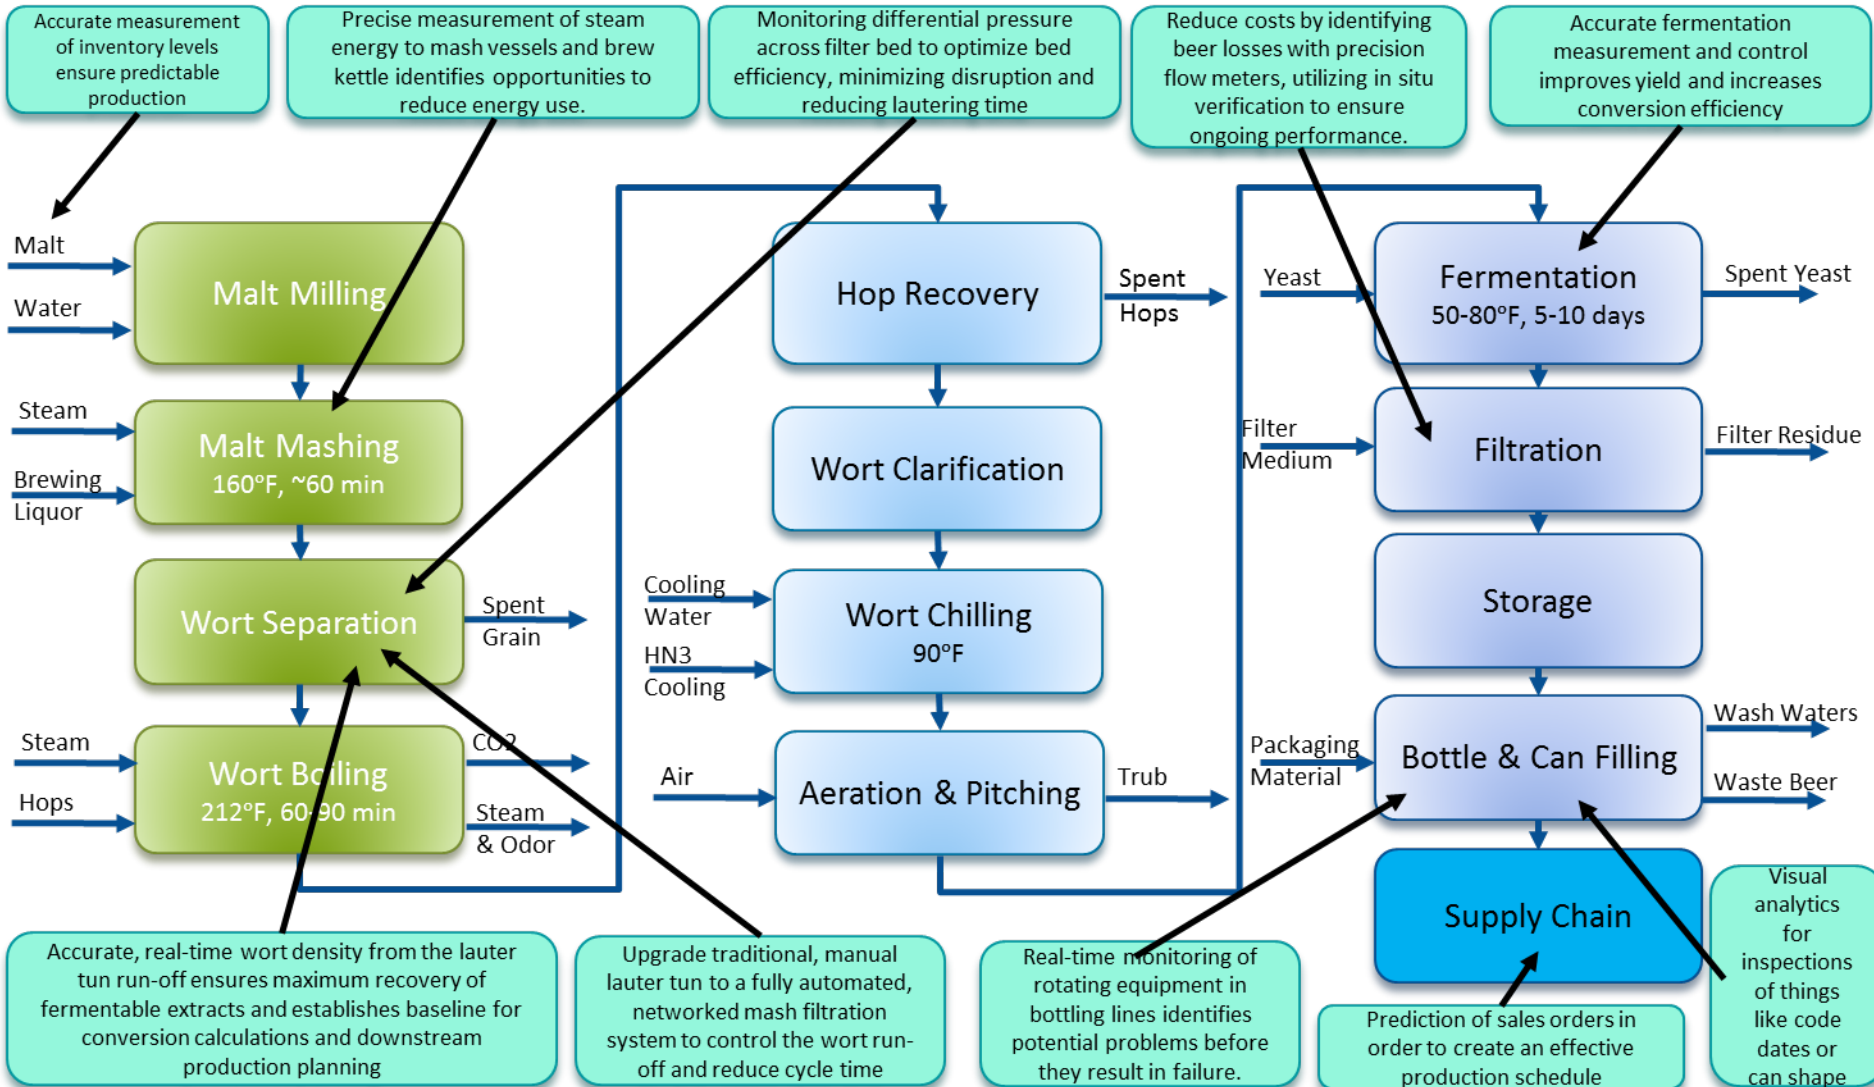 Accurate measurement
of inventory levels
ensure predictable
production
Precise measurement of steam
energy to mash vessels and brew
kettle identifies opportunities to
reduce energy use.
Monitoring differential pressure
across filter bed to optimize bed
efficiency, minimizing disruption and
reducing lautering time
Reduce costs by identifying
beer losses with precision
flow meters, utilizing in situ
verification to ensure
ongoing performance.
Accurate fermentation
measurement and control
improves yield and increases
conversion efficiency
Malt
Water
Malt Milling
Steam
Brewing
Liquor
Malt Mashing
160°F, ~60 min
Wort Separation
Spent
Grain
Steam
Hops
Wort Boiling
212°F, 60-90 min
CO2
Steam
& Odor
Hop Recovery
Spent
Hops
Wort Clarification
Cooling
Water
HN3
Cooling
Wort Chilling
90°F
Air
Aeration & Pitching
Trub
Yeast
Fermentation
50-80°F, 5-10 days
Spent Yeast
Filter
Medium
Filtration
Filter Residue
Storage
Packaging
Material
Bottle & Can Filling
Wash Waters
Waste Beer
Supply Chain
Accurate, real-time wort density from the lauter
tun run-off ensures maximum recovery of
fermentable extracts and establishes baseline for
conversion calculations and downstream
production planning
Upgrade traditional, manual
lauter tun to a fully automated,
networked mash filtration
system to control the wort run-
off and reduce cycle time
Real-time monitoring of
rotating equipment in
bottling lines identifies
potential problems before
they result in failure.
Prediction of sales orders in
order to create an effective
production schedule
Visual
analytics
for
inspections
of things
like code
dates or
can shape